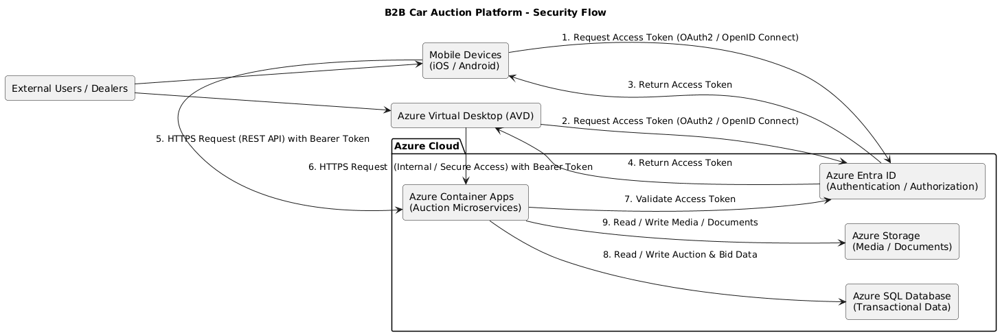 B2B Car Auction Platform - Security Flow
1. Request Access Token (OAuth2 / OpenID Connect)
Mobile Devices
(iOS / Android)
External Users / Dealers
3. Return Access Token
Azure Virtual Desktop (AVD)
2. Request Access Token (OAuth2 / OpenID Connect)
5. HTTPS Request (REST API) with Bearer Token
Azure Cloud
6. HTTPS Request (Internal / Secure Access) with Bearer Token
4. Return Access Token
Azure Entra ID
(Authentication / Authorization)
Azure Container Apps
(Auction Microservices)
7. Validate Access Token
9. Read / Write Media / Documents
Azure Storage
(Media / Documents)
8. Read / Write Auction & Bid Data
Azure SQL Database
(Transactional Data)